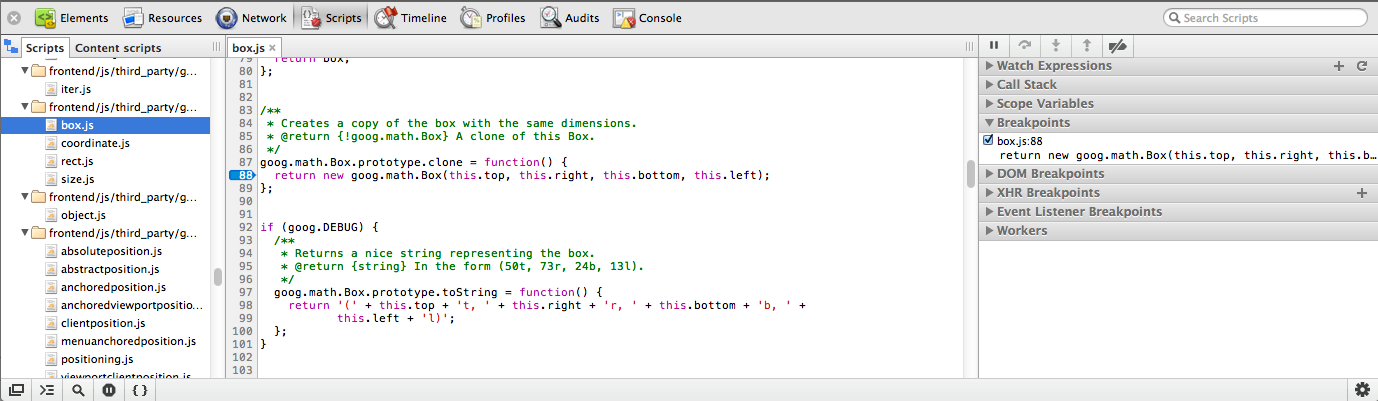 Elements Resources Network Scripts Timeline Profiles Audits Console Search Scripts
Scripts Content scripts
frontend/js/third_party/g...
iter.js
frontend/js/third_party/g...
box.js
coordinate.js
rect.js
size.js
frontend/js/third_party/g...
object.js
frontend/js/third_party/g...
absoluteposition.js
abstractposition.js
anchoredposition.js
anchoredviewportpositio...
clientposition.js
menuanchoredposition.js
positioning.js
viewportclientposition.js
box.js ×
79 return box;
80 };
81
82
83 /**
84 * Creates a copy of the box with the same dimensions.
85 * @return {!goog.math.Box} A clone of this Box.
86 */
87 goog.math.Box.prototype.clone = function() {
88 return new goog.math.Box(this.top, this.right, this.bottom, this.left);
89 };
90
91
92 if (goog.DEBUG) {
93 /**
94 * Returns a nice string representing the box.
95 * @return {string} In the form (50t, 73r, 24b, 13l).
96 */
97 goog.math.Box.prototype.toString = function() {
98 return '(' + this.top + 't, ' + this.right + 'r, ' + this.bottom + 'b, ' +
99 this.left + 'l)';
100 };
101 }
102
103
Watch Expressions
Call Stack
Scope Variables
Breakpoints
box.js:88
return new goog.math.Box(this.top, this.right, this.b...
DOM Breakpoints
XHR Breakpoints
Event Listener Breakpoints
Workers